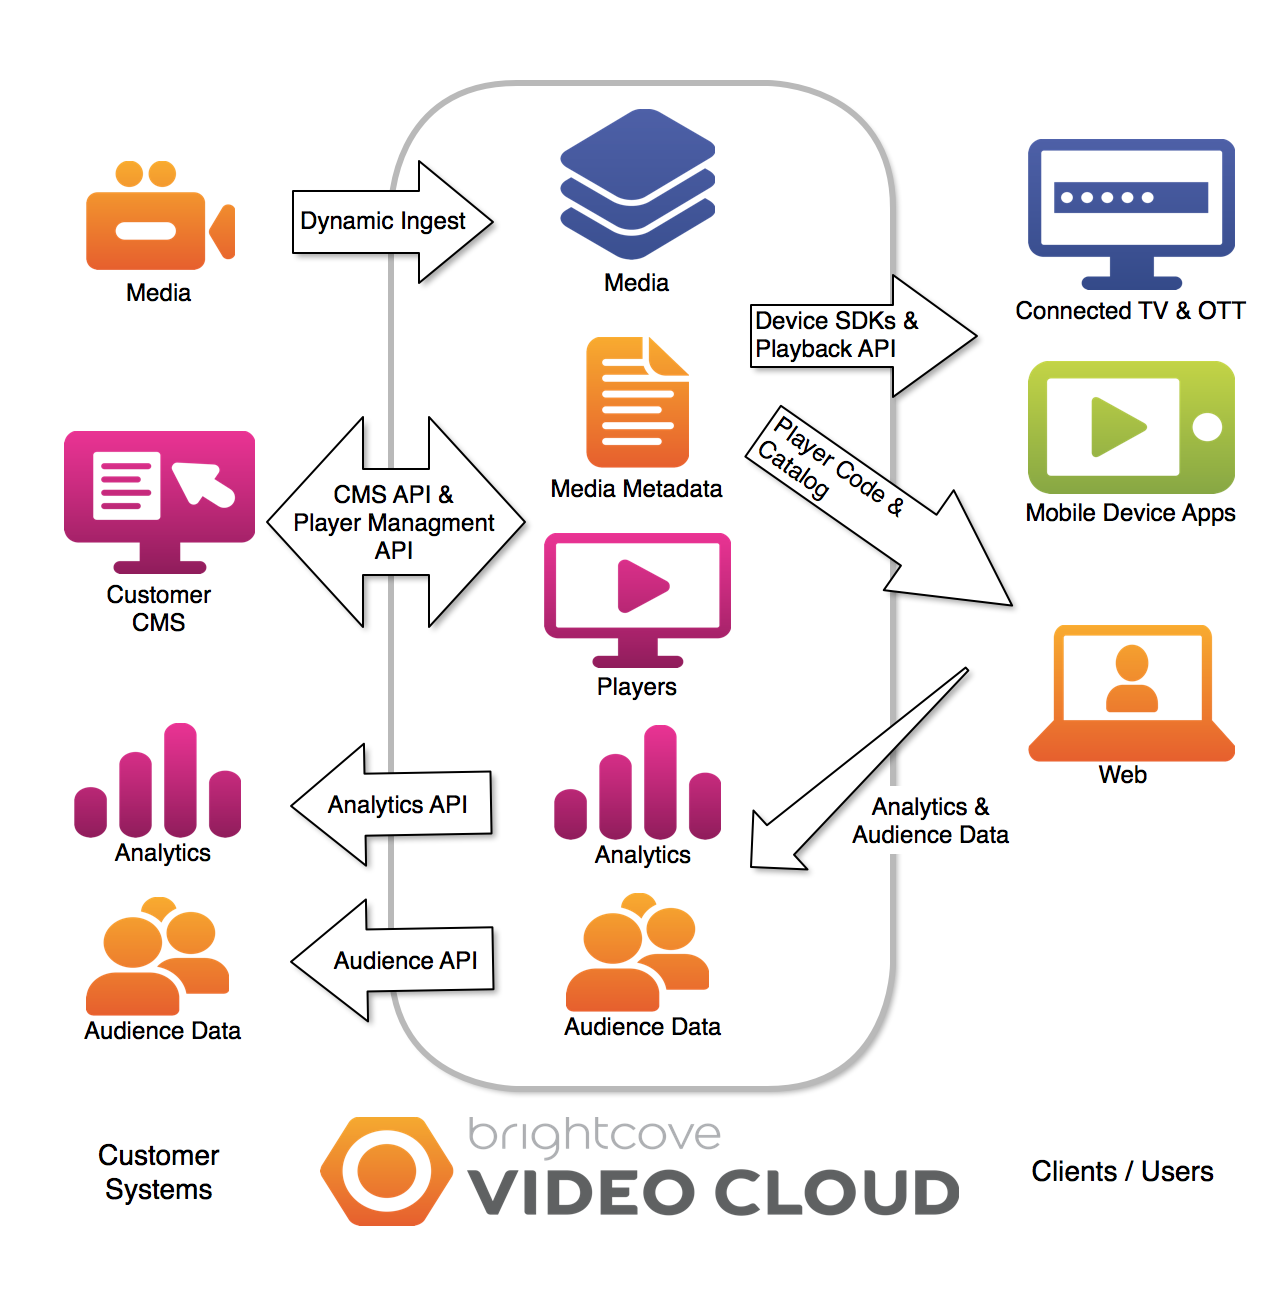 Dynamic Ingest
Media
Media
Connected TV & OTT
Device SDKs &
Playback API
Media Metadata
Player Code &
Catalog
Mobile Device Apps
CMS API &
Player Managment
API
Customer
CMS
Players
Web
Analytics API
Analytics &
Audience Data
Analytics
Analytics
Audience API
Audience Data
Audience Data
Customer
Systems
brightcove
VIDEO CLOUD
Clients / Users